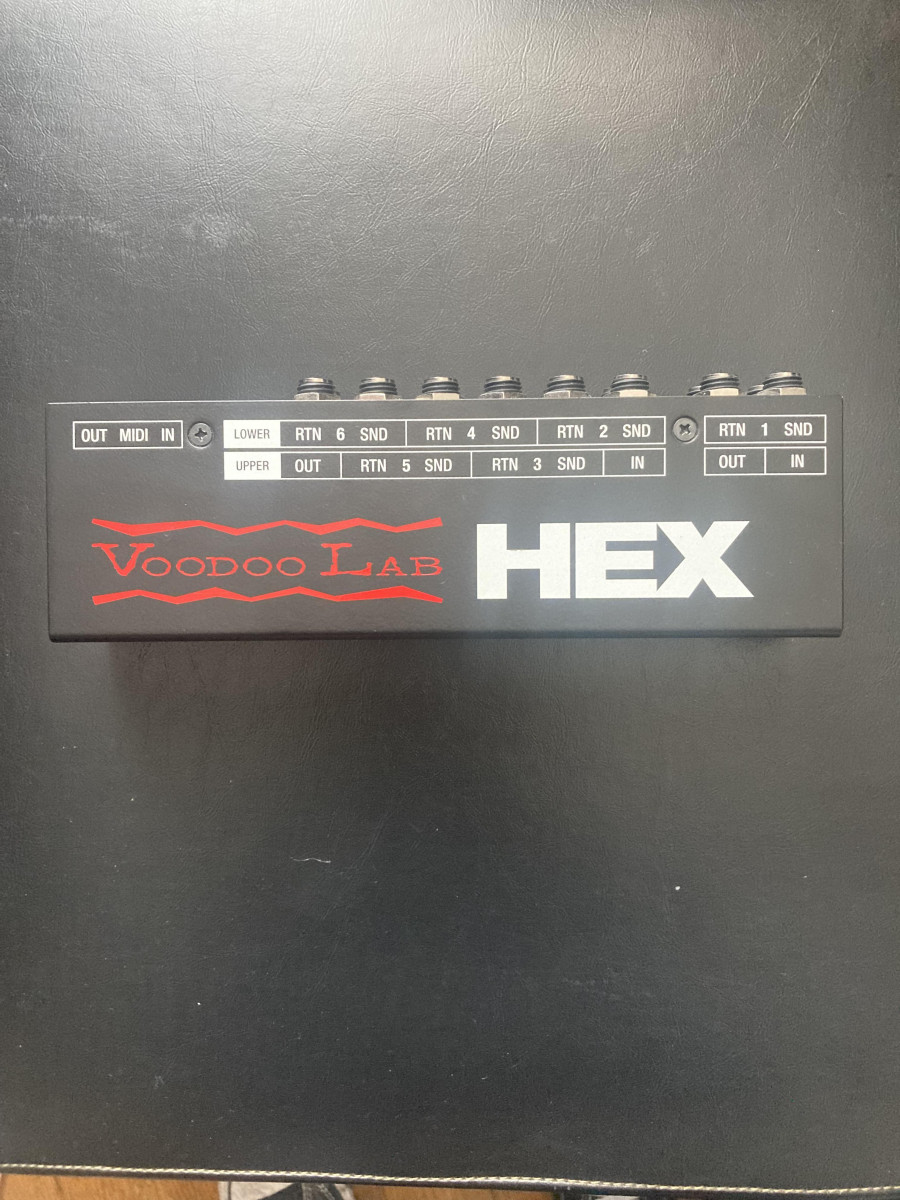 OUT MIDI IN
LOWER RTN 6 SND RTN 4 SND RTN 2 SND
RTN 1 SND
UPPER OUT RTN 5 SND RTN 3 SND IN
OUT IN
VOODOO LAB
HEX